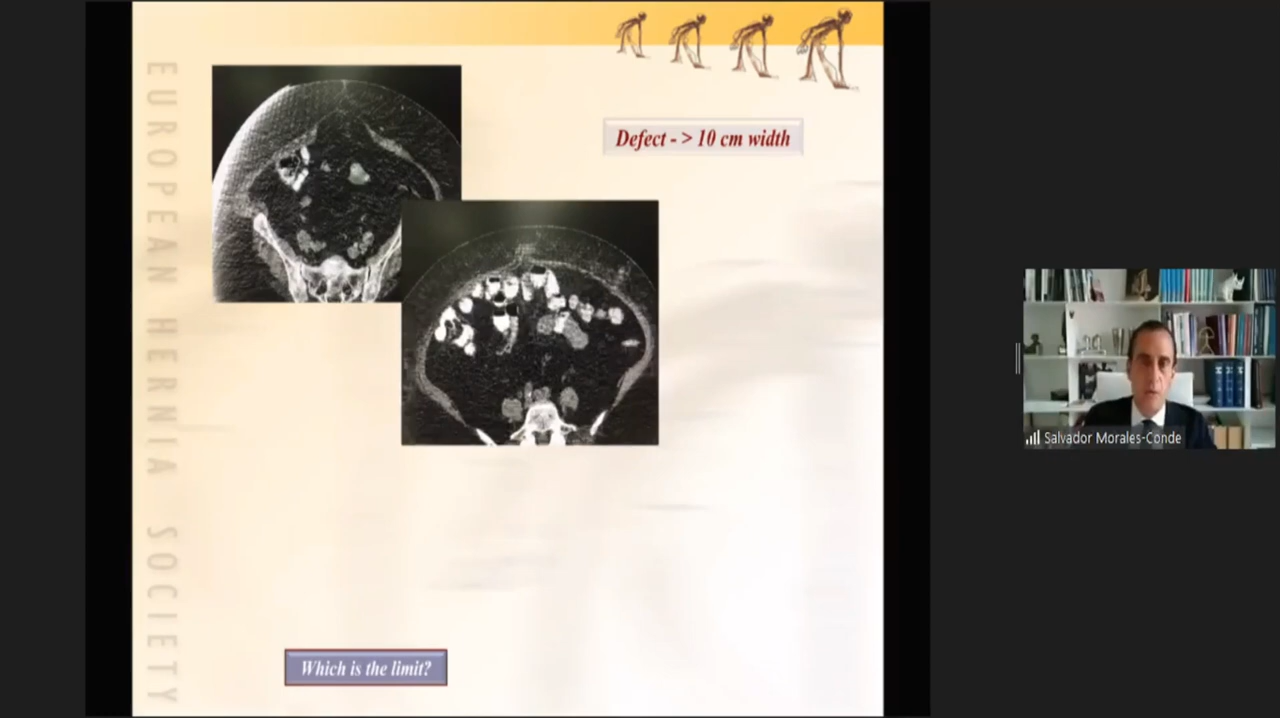 EUROPEAN HERNIA SOCIETY
Defect - > 10 cm width
Which is the limit?
Salvador Morales-Conde